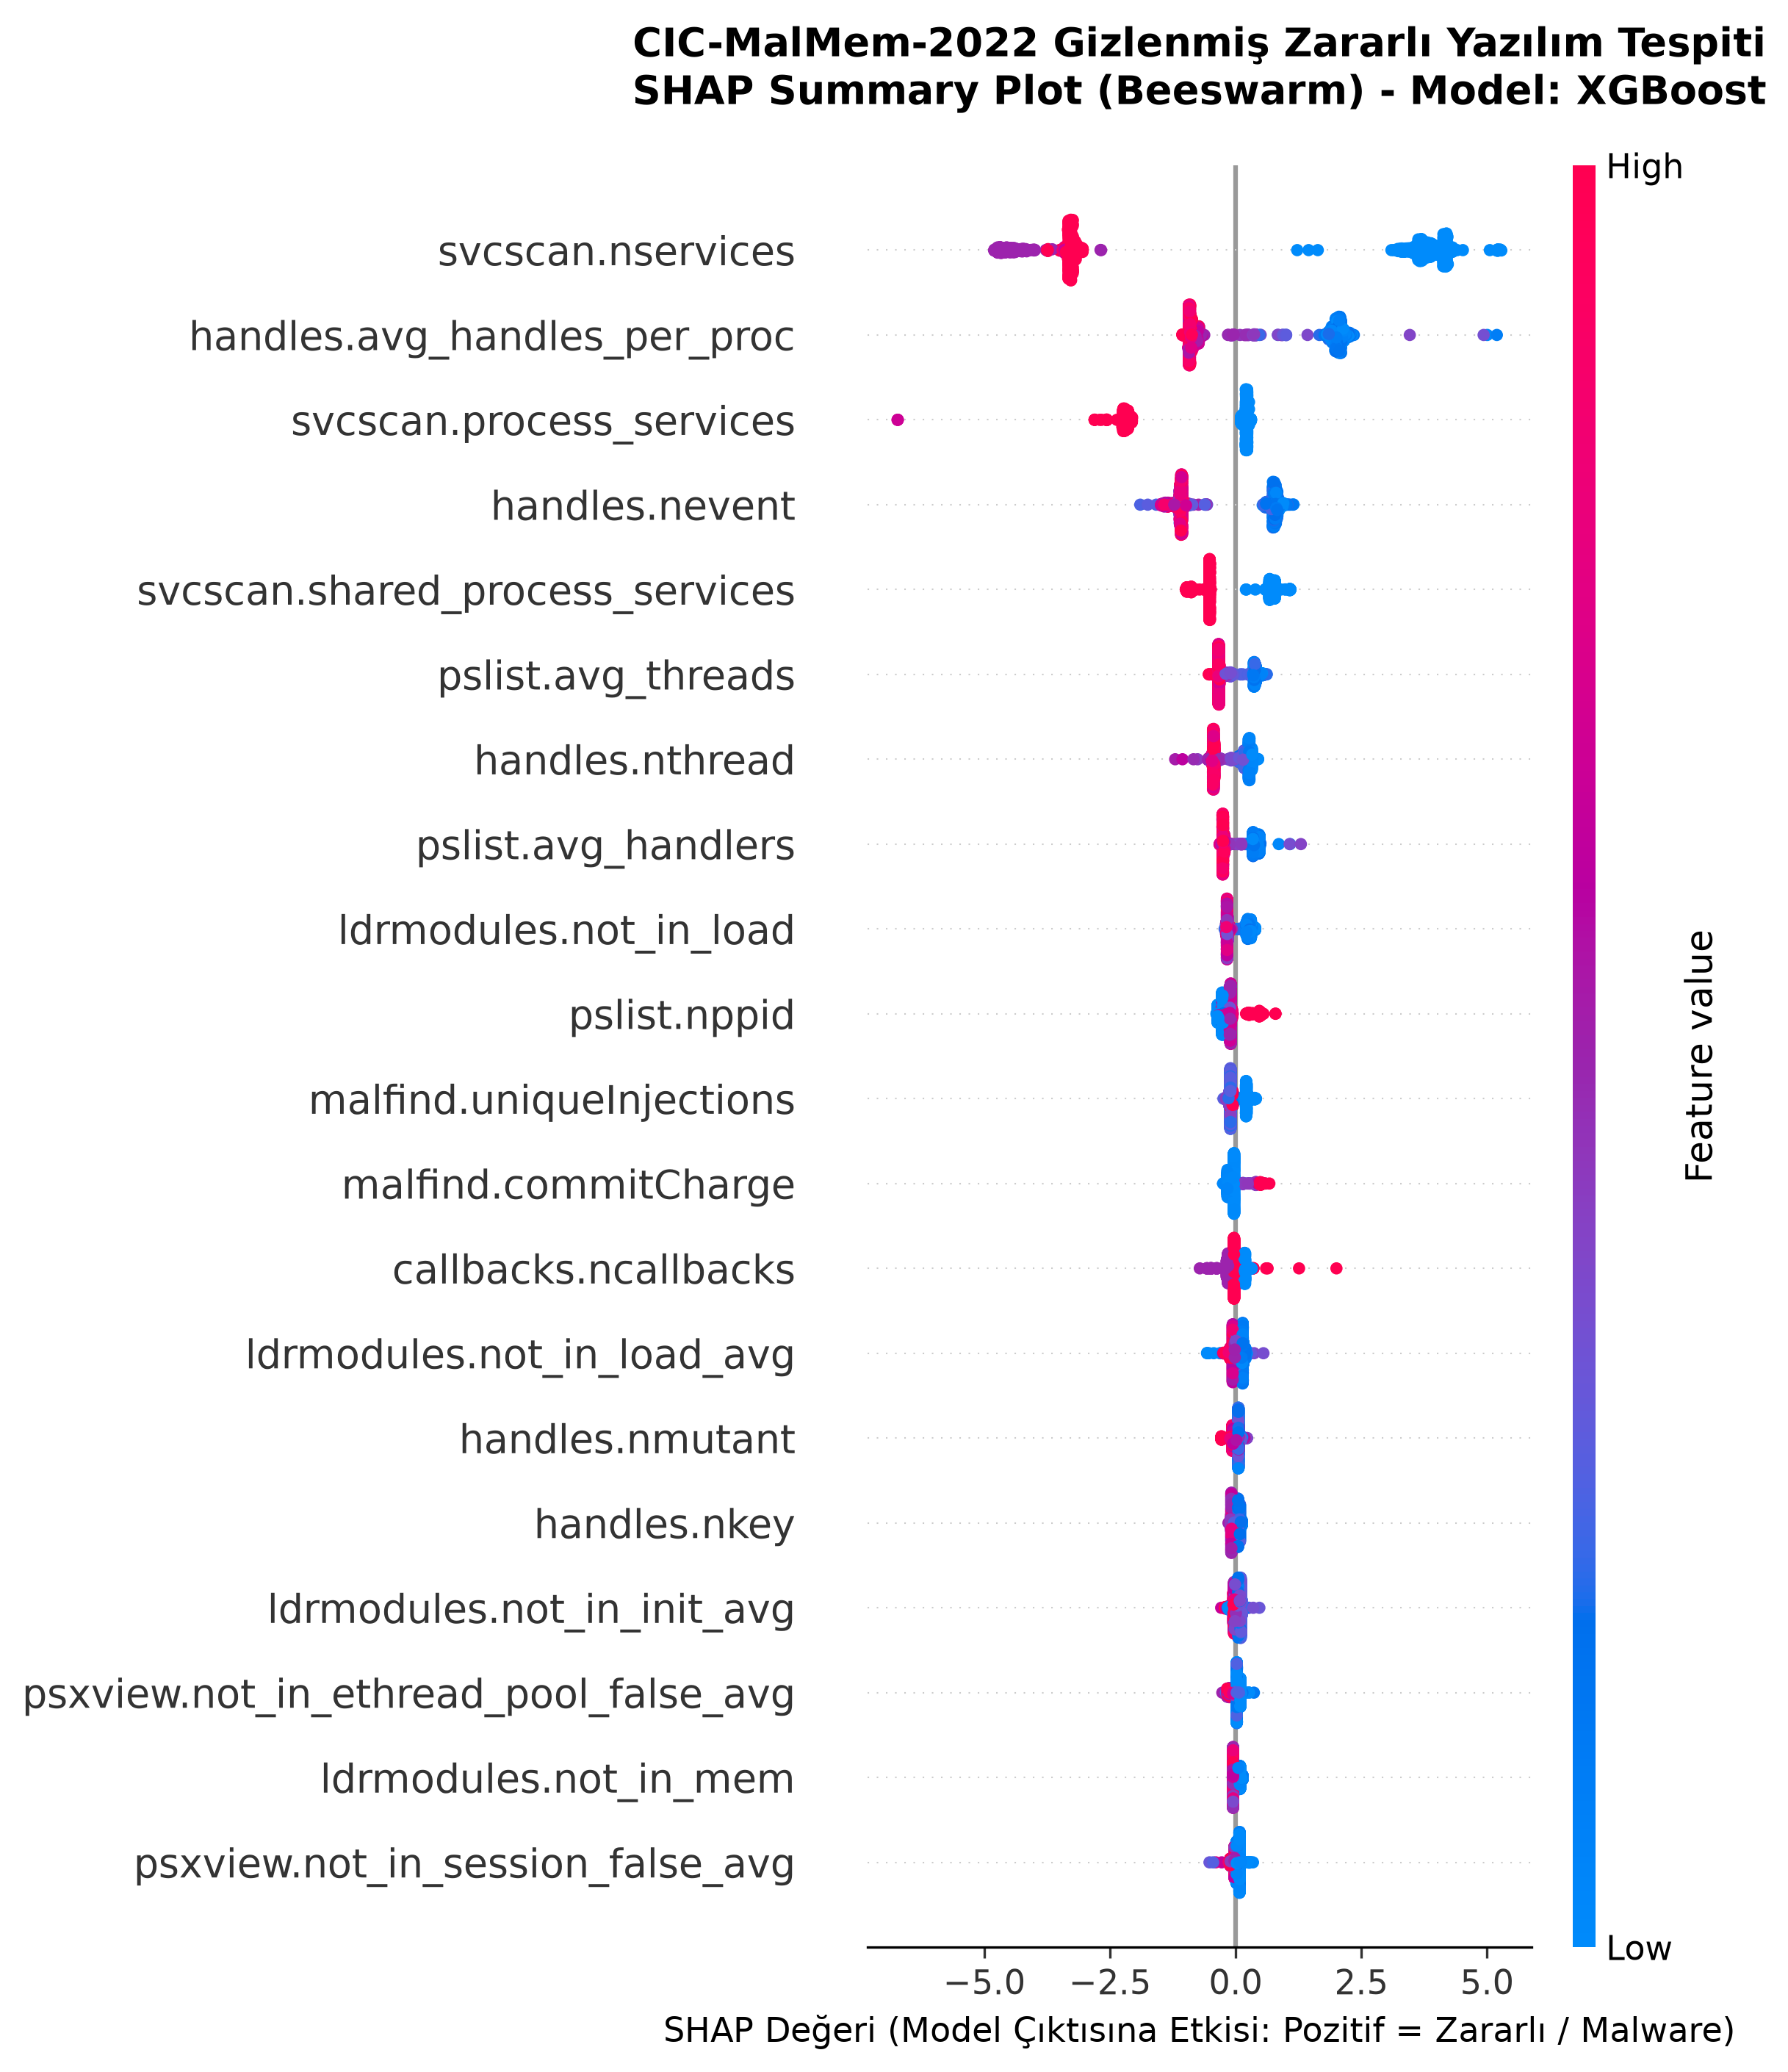 CIC-MalMem-2022 Gizlenmiş Zararlı Yazılım Tespiti
SHAP Summary Plot (Beeswarm) - Model: XGBoost
High
svcscan.nservices
handles.avg_handles_per_proc
svcscan.process_services
handles.nevent
svcscan.shared_process_services
pslist.avg_threads
handles.nthread
pslist.avg_handlers
ldrmodules.not_in_load
pslist.nppid
malfind.uniqueInjections
malfind.commitCharge
callbacks.ncallbacks
ldrmodules.not_in_load_avg
handles.nmutant
handles.nkey
ldrmodules.not_in_init_avg
psxview.not_in_ethread_pool_false_avg
ldrmodules.not_in_mem
psxview.not_in_session_false_avg
Feature value
Low
−5.0 −2.5 0.0 2.5 5.0
SHAP Değeri (Model Çıktısına Etkisi: Pozitif = Zararlı / Malware)